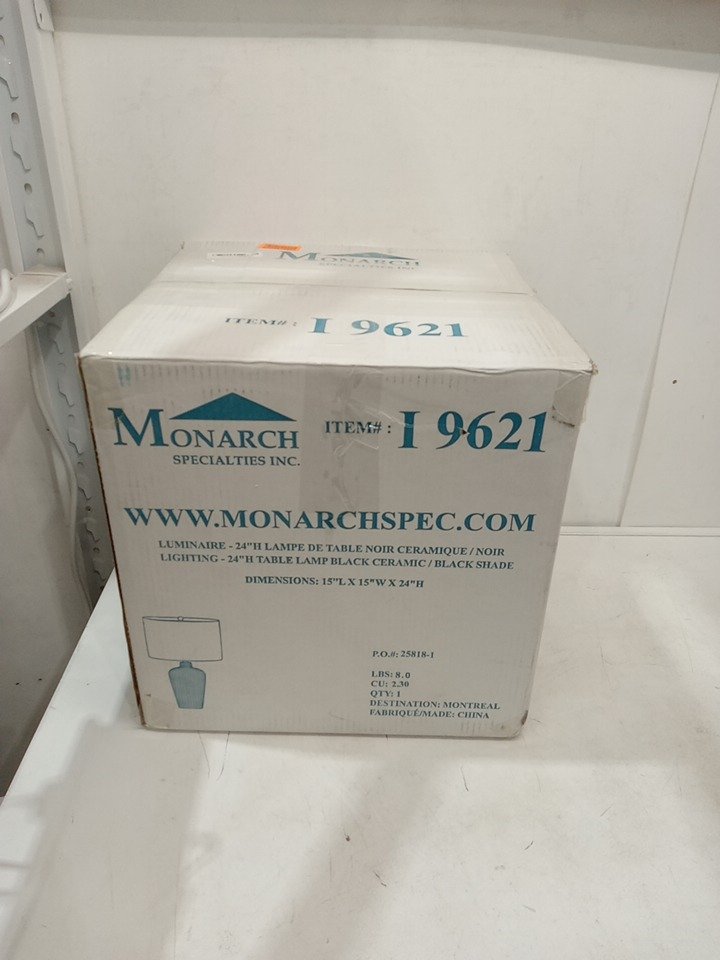 MONARCH
SPECIALTIES INC.
ITEM# : I 9621
MONARCH
SPECIALTIES INC.
ITEM# : I 9621
WWW.MONARCHSPEC.COM
LUMINAIRE - 24"H LAMPE DE TABLE NOIR CERAMIQUE / NOIR
LIGHTING - 24"H TABLE LAMP BLACK CERAMIC / BLACK SHADE
DIMENSIONS: 15"L X 15"W X 24"H
P.O.#: 25818-1
LBS: 8.0
CU: 2.30
QTY: 1
DESTINATION: MONTREAL
FABRIQUÉ/MADE: CHINA